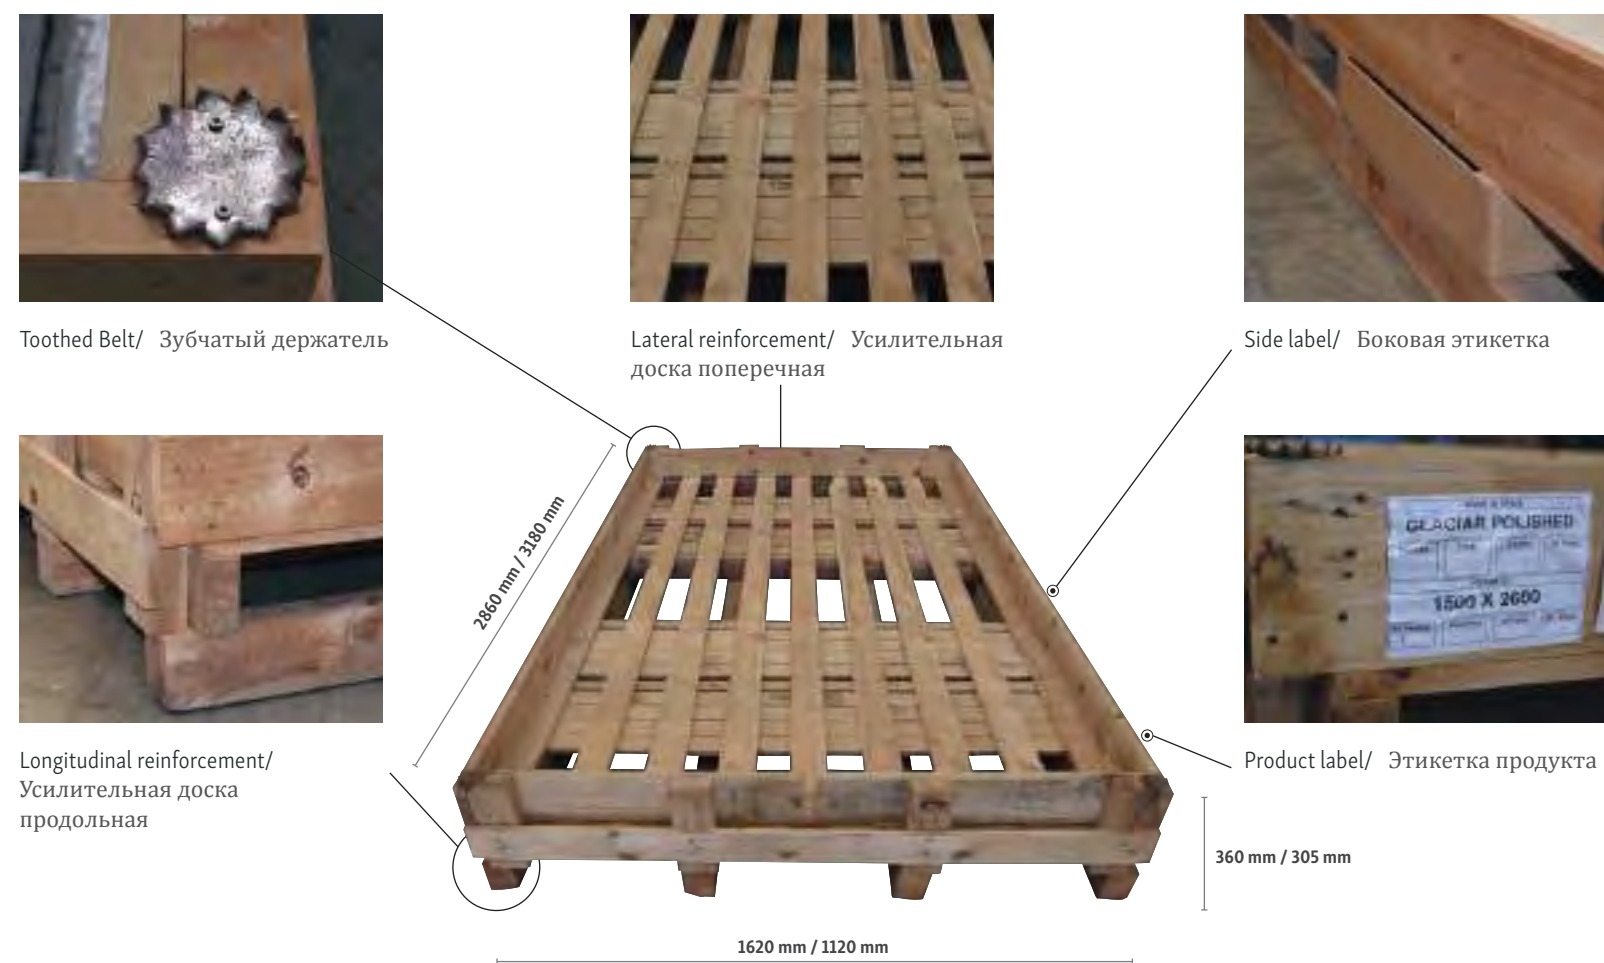 Toothed Belt/ Зубчатый держатель
Lateral reinforcement/ Усилительная
доска поперечная
Side label/ Боковая этикетка
2860 mm / 3180 mm
GLACIAR POLISHED
1500 X 2600
Longitudinal reinforcement/
Усилительная доска
продольная
Product label/ Этикетка продукта
360 mm / 305 mm
1620 mm / 1120 mm